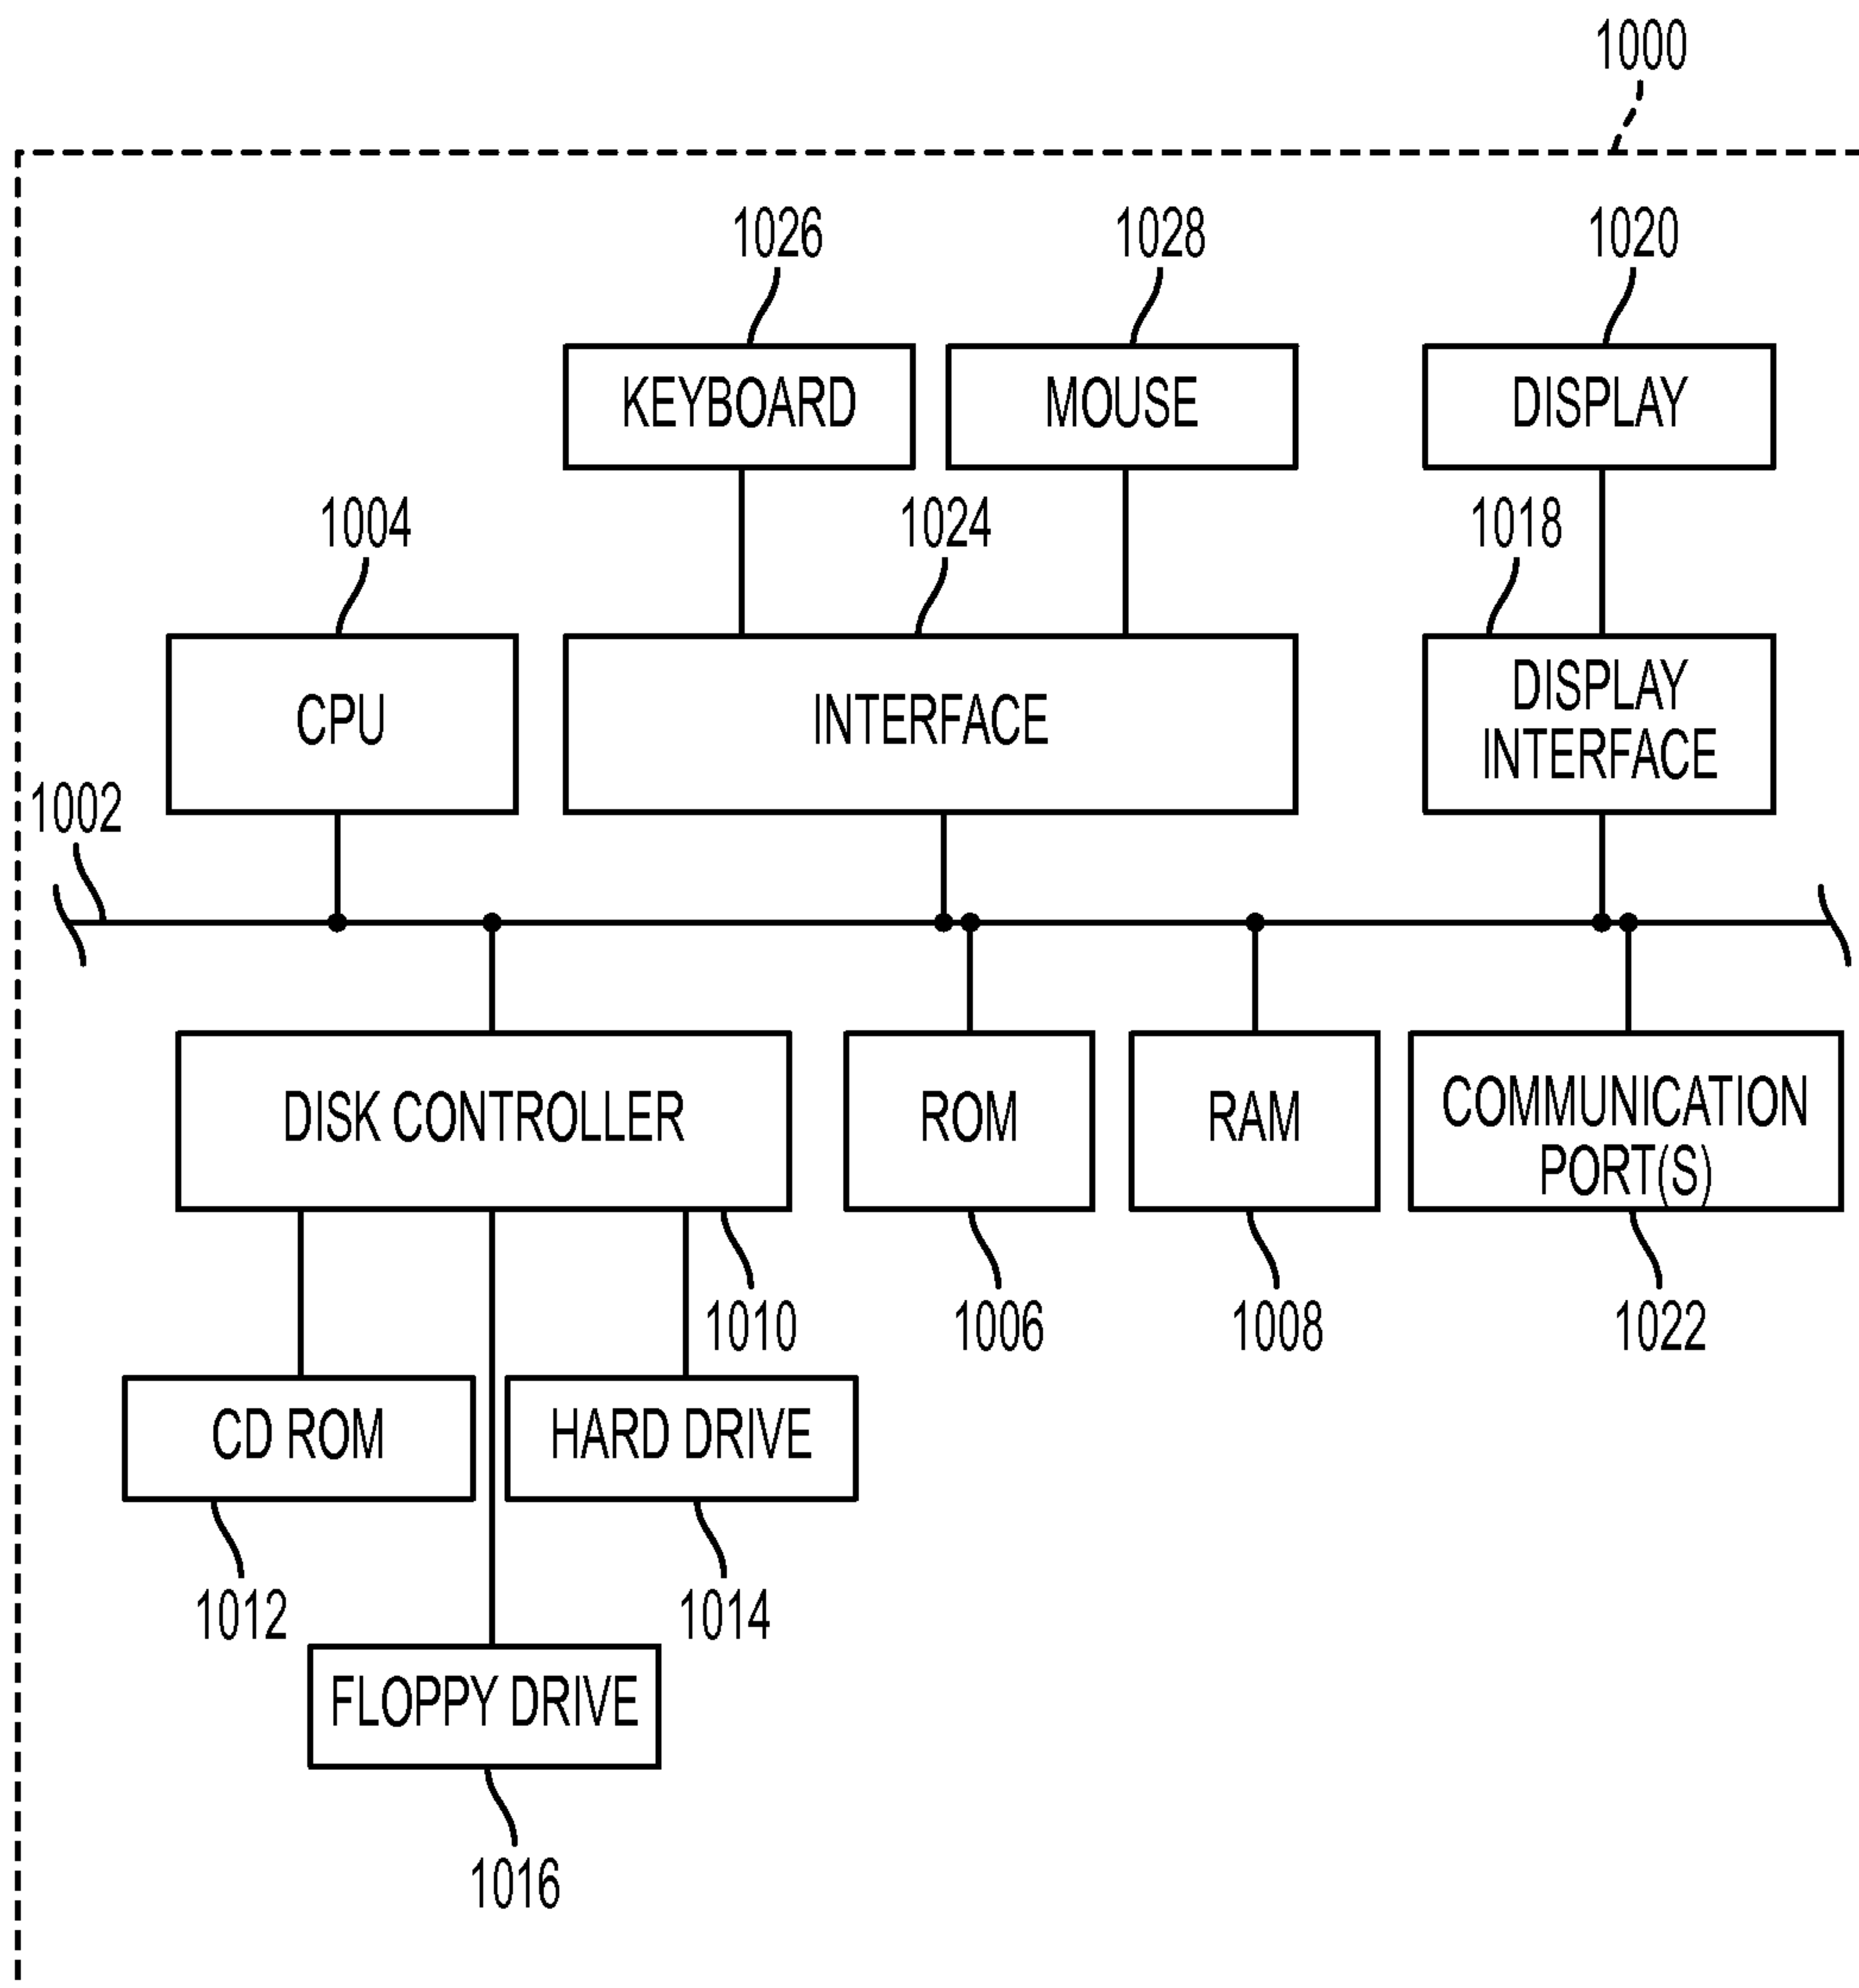 1000
1026
1028
1020
KEYBOARD
MOUSE
DISPLAY
1004
1024
1018
CPU
INTERFACE
DISPLAY
INTERFACE
1002
DISK CONTROLLER
ROM
RAM
COMMUNICATION
PORT(S)
1010
1006
1008
1022
CD ROM
HARD DRIVE
1012
1014
FLOPPY DRIVE
1016